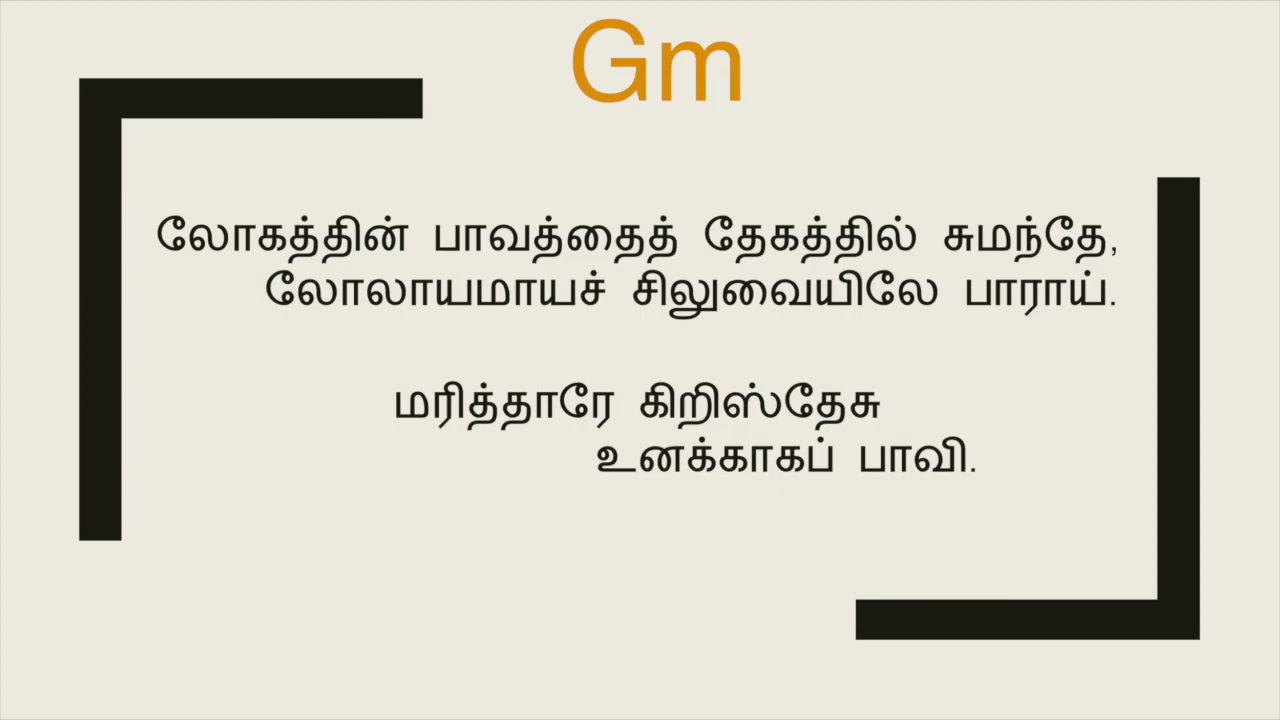 Gm
லோகத்தின் பாவத்தைத் தேகத்தில் சுமந்தே,
லோலாயமாயச் சிலுவையிலே பாராய்.
மரித்தாரே கிறிஸ்தேசு
உனக்காகப் பாவி.